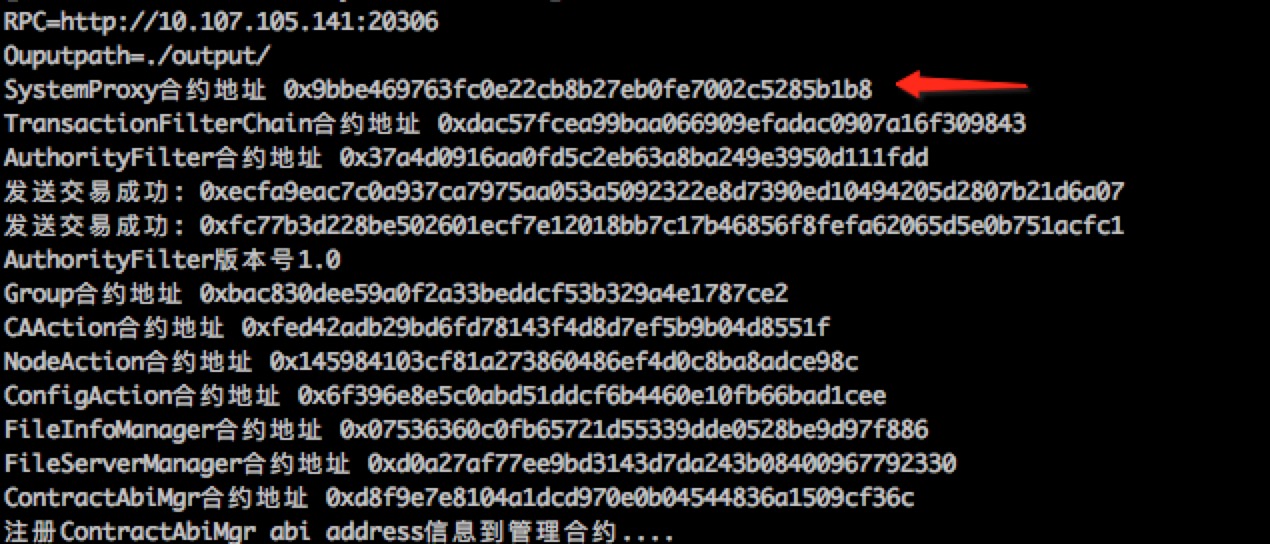 RPC=http://10.107.105.141:20306
Ouputpath=./output/
SystemProxy合约地址 0x9bbe469763fc0e22cb8b27eb0fe7002c5285b1b8
TransactionFilterChain合约地址 0xdac57fcea99baa066909efadac0907a16f309843
AuthorityFilter合约地址 0x37a4d0916aa0fd5c2eb63a8ba249e3950d111fdd
发送交易成功: 0xecfa9eac7c0a937ca7975aa053a5092322e8d7390ed10494205d2807b21d6a07
发送交易成功: 0xfc77b3d228be502601ecf7e12018bb7c17b46856f8fefa62065d5e0b751acfc1
AuthorityFilter版本号1.0
Group合约地址 0xbac830dee59a0f2a33beddcf53b329a4e1787ce2
CAAction合约地址 0xfed42adb29bd6fd78143f4d8d7ef5b9b04d8551f
NodeAction合约地址 0x145984103cf81a273860486ef4d0c8ba8adce98c
ConfigAction合约地址 0x6f396e8e5c0abd51ddcf6b4460e10fb66bad1cee
FileInfoManager合约地址 0x07536360c0fb65721d55339dde0528be9d97f886
FileServerManager合约地址 0xd0a27af77ee9bd3143d7da243b08400967792330
ContractAbiMgr合约地址 0xd8f9e7e8104a1dcd970e0b04544836a1509cf36c
注册ContractAbiMgr abi address信息到管理合约....